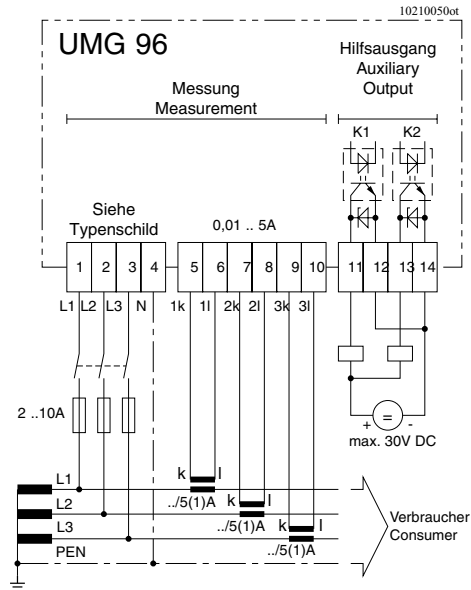 10210050ot
UMG 96
Hilfsausgang
Auxiliary
Output
Messung
Measurement
K1 K2
Siehe
Typenschild
0,01 .. 5A
1 2 3 4 5 6 7 8 9 10 11 12 13 14
L1 L2 L3 N 1k 1l 2k 2l 3k 3l
2 ..10A
=
+ -
max. 30V DC
L1 k l
../5(1)A
L2 k l
../5(1)A
L3 k l
../5(1)A
PEN
Verbraucher
Consumer